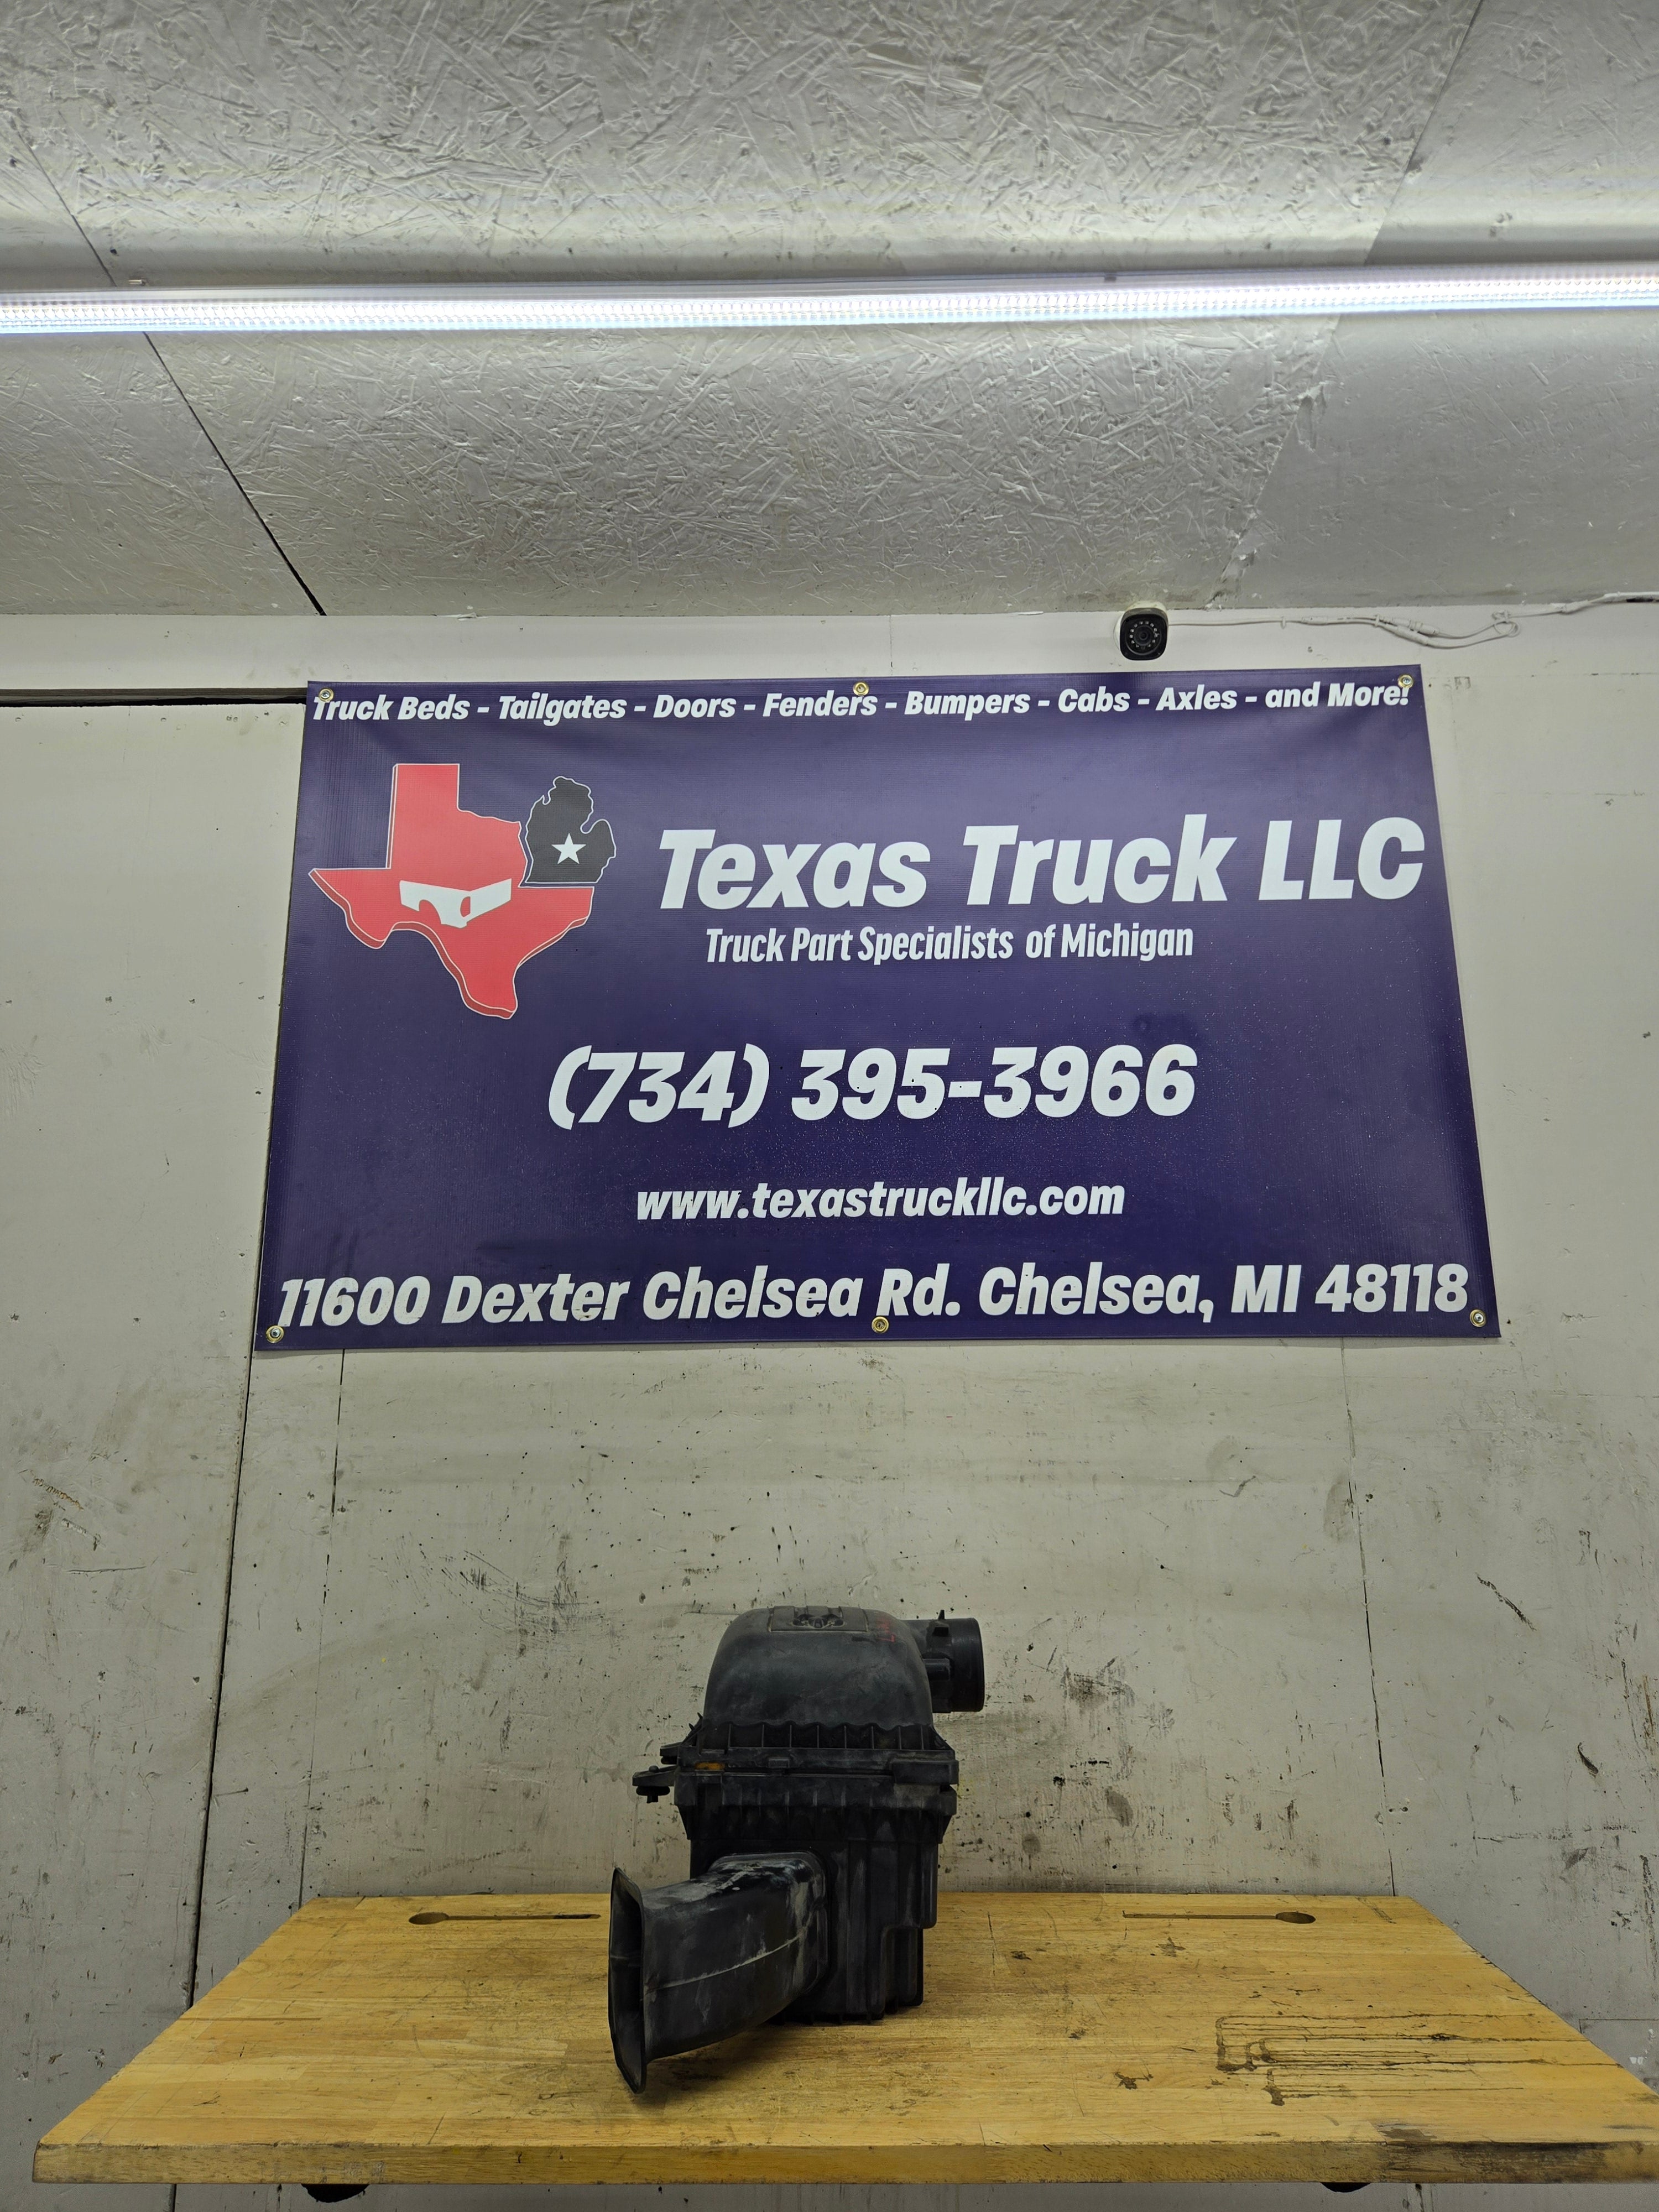 Truck Beds - Tailgates - Doors - Fenders - Bumpers - Cabs - Axles - and More!
Texas Truck LLC
Truck Part Specialists of Michigan
(734) 395-3966
www.texastruckllc.com
11600 Dexter Chelsea Rd. Chelsea, MI 48118